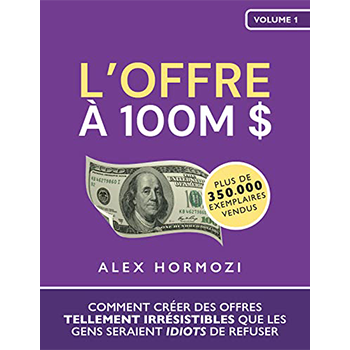 VOLUME 1
L'OFFRE
À 100M $
PLUS DE
350.000
EXEMPLAIRES
VENDUS
100
ALEX HORMOZI
COMMENT CRÉER DES OFFRES
TELLEMENT IRRÉSISTIBLES QUE LES
GENS SERAIENT IDIOTS DE REFUSER